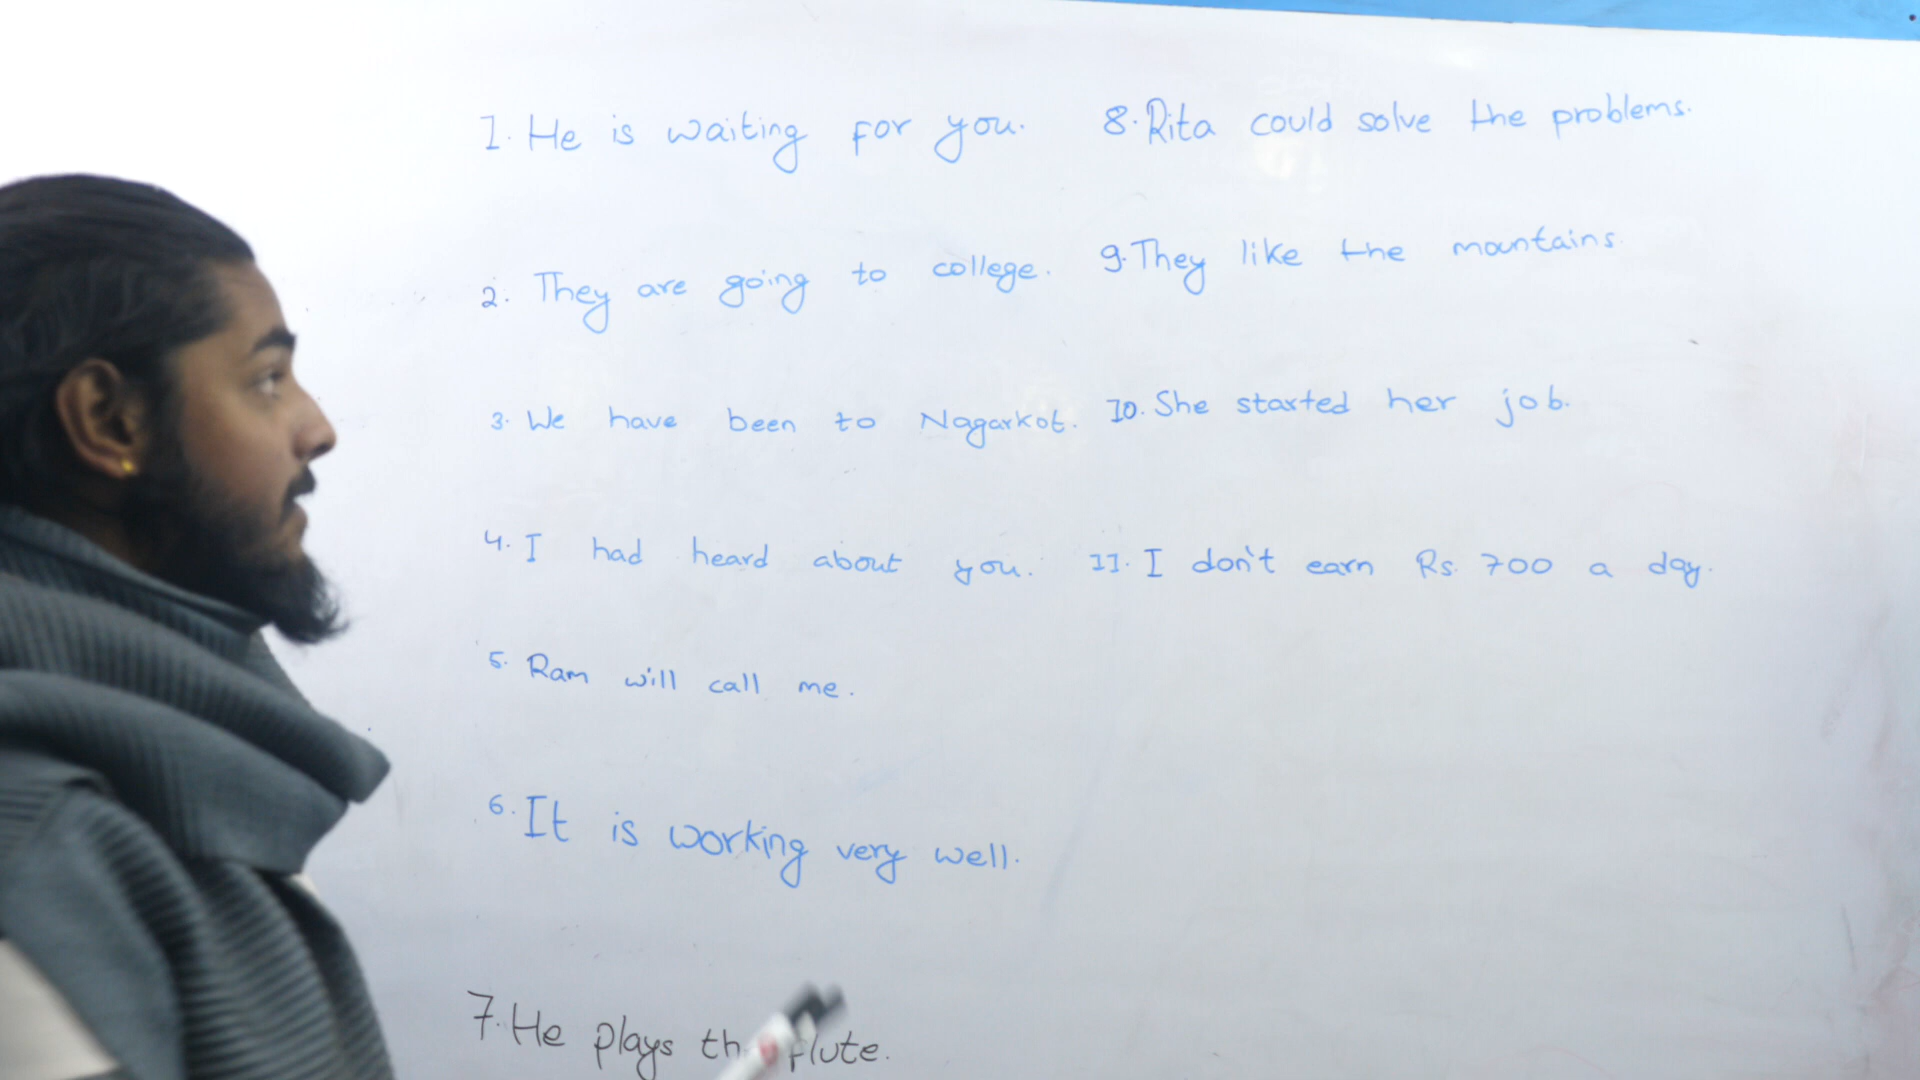 1. He is waiting for you.
2. They are going to college.
3. We have been to Nagarkot.
4. I had heard about you.
5. Ram will call me.
6. It is working very well.
7. He plays flute.
8. Rita could solve the problems.
9. They like the mountains.
10. She started her job.
11. I don't earn Rs. 700 a day.